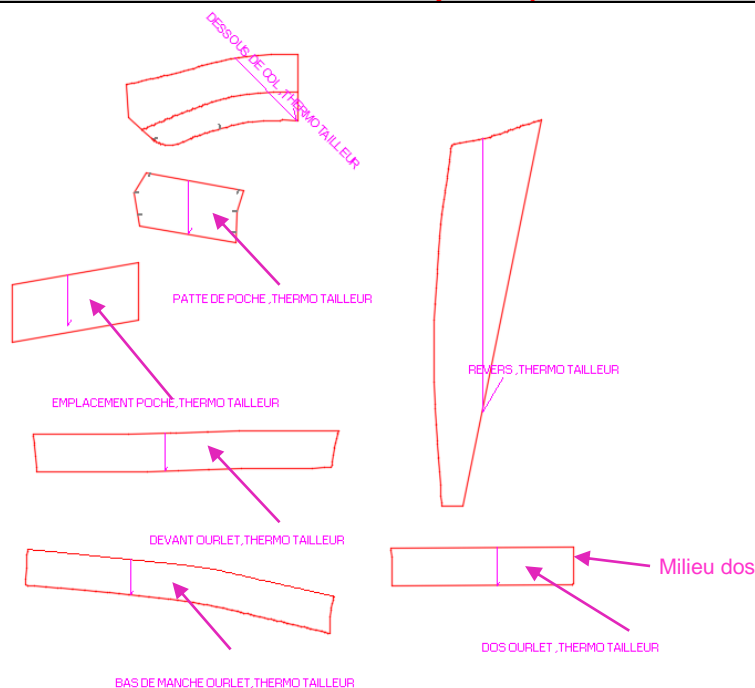 DESSOUS DE COL ,THERMO TAILLEUR
PATTE DE POCHE ,THERMO TAILLEUR
REVERS ,THERMO TAILLEUR
EMPLACEMENT POCHE,THERMO TAILLEUR
DEVANT OURLET,THERMO TAILLEUR
Milieu dos
DOS OURLET ,THERMO TAILLEUR
BAS DE MANCHE OURLET,THERMO TAILLEUR